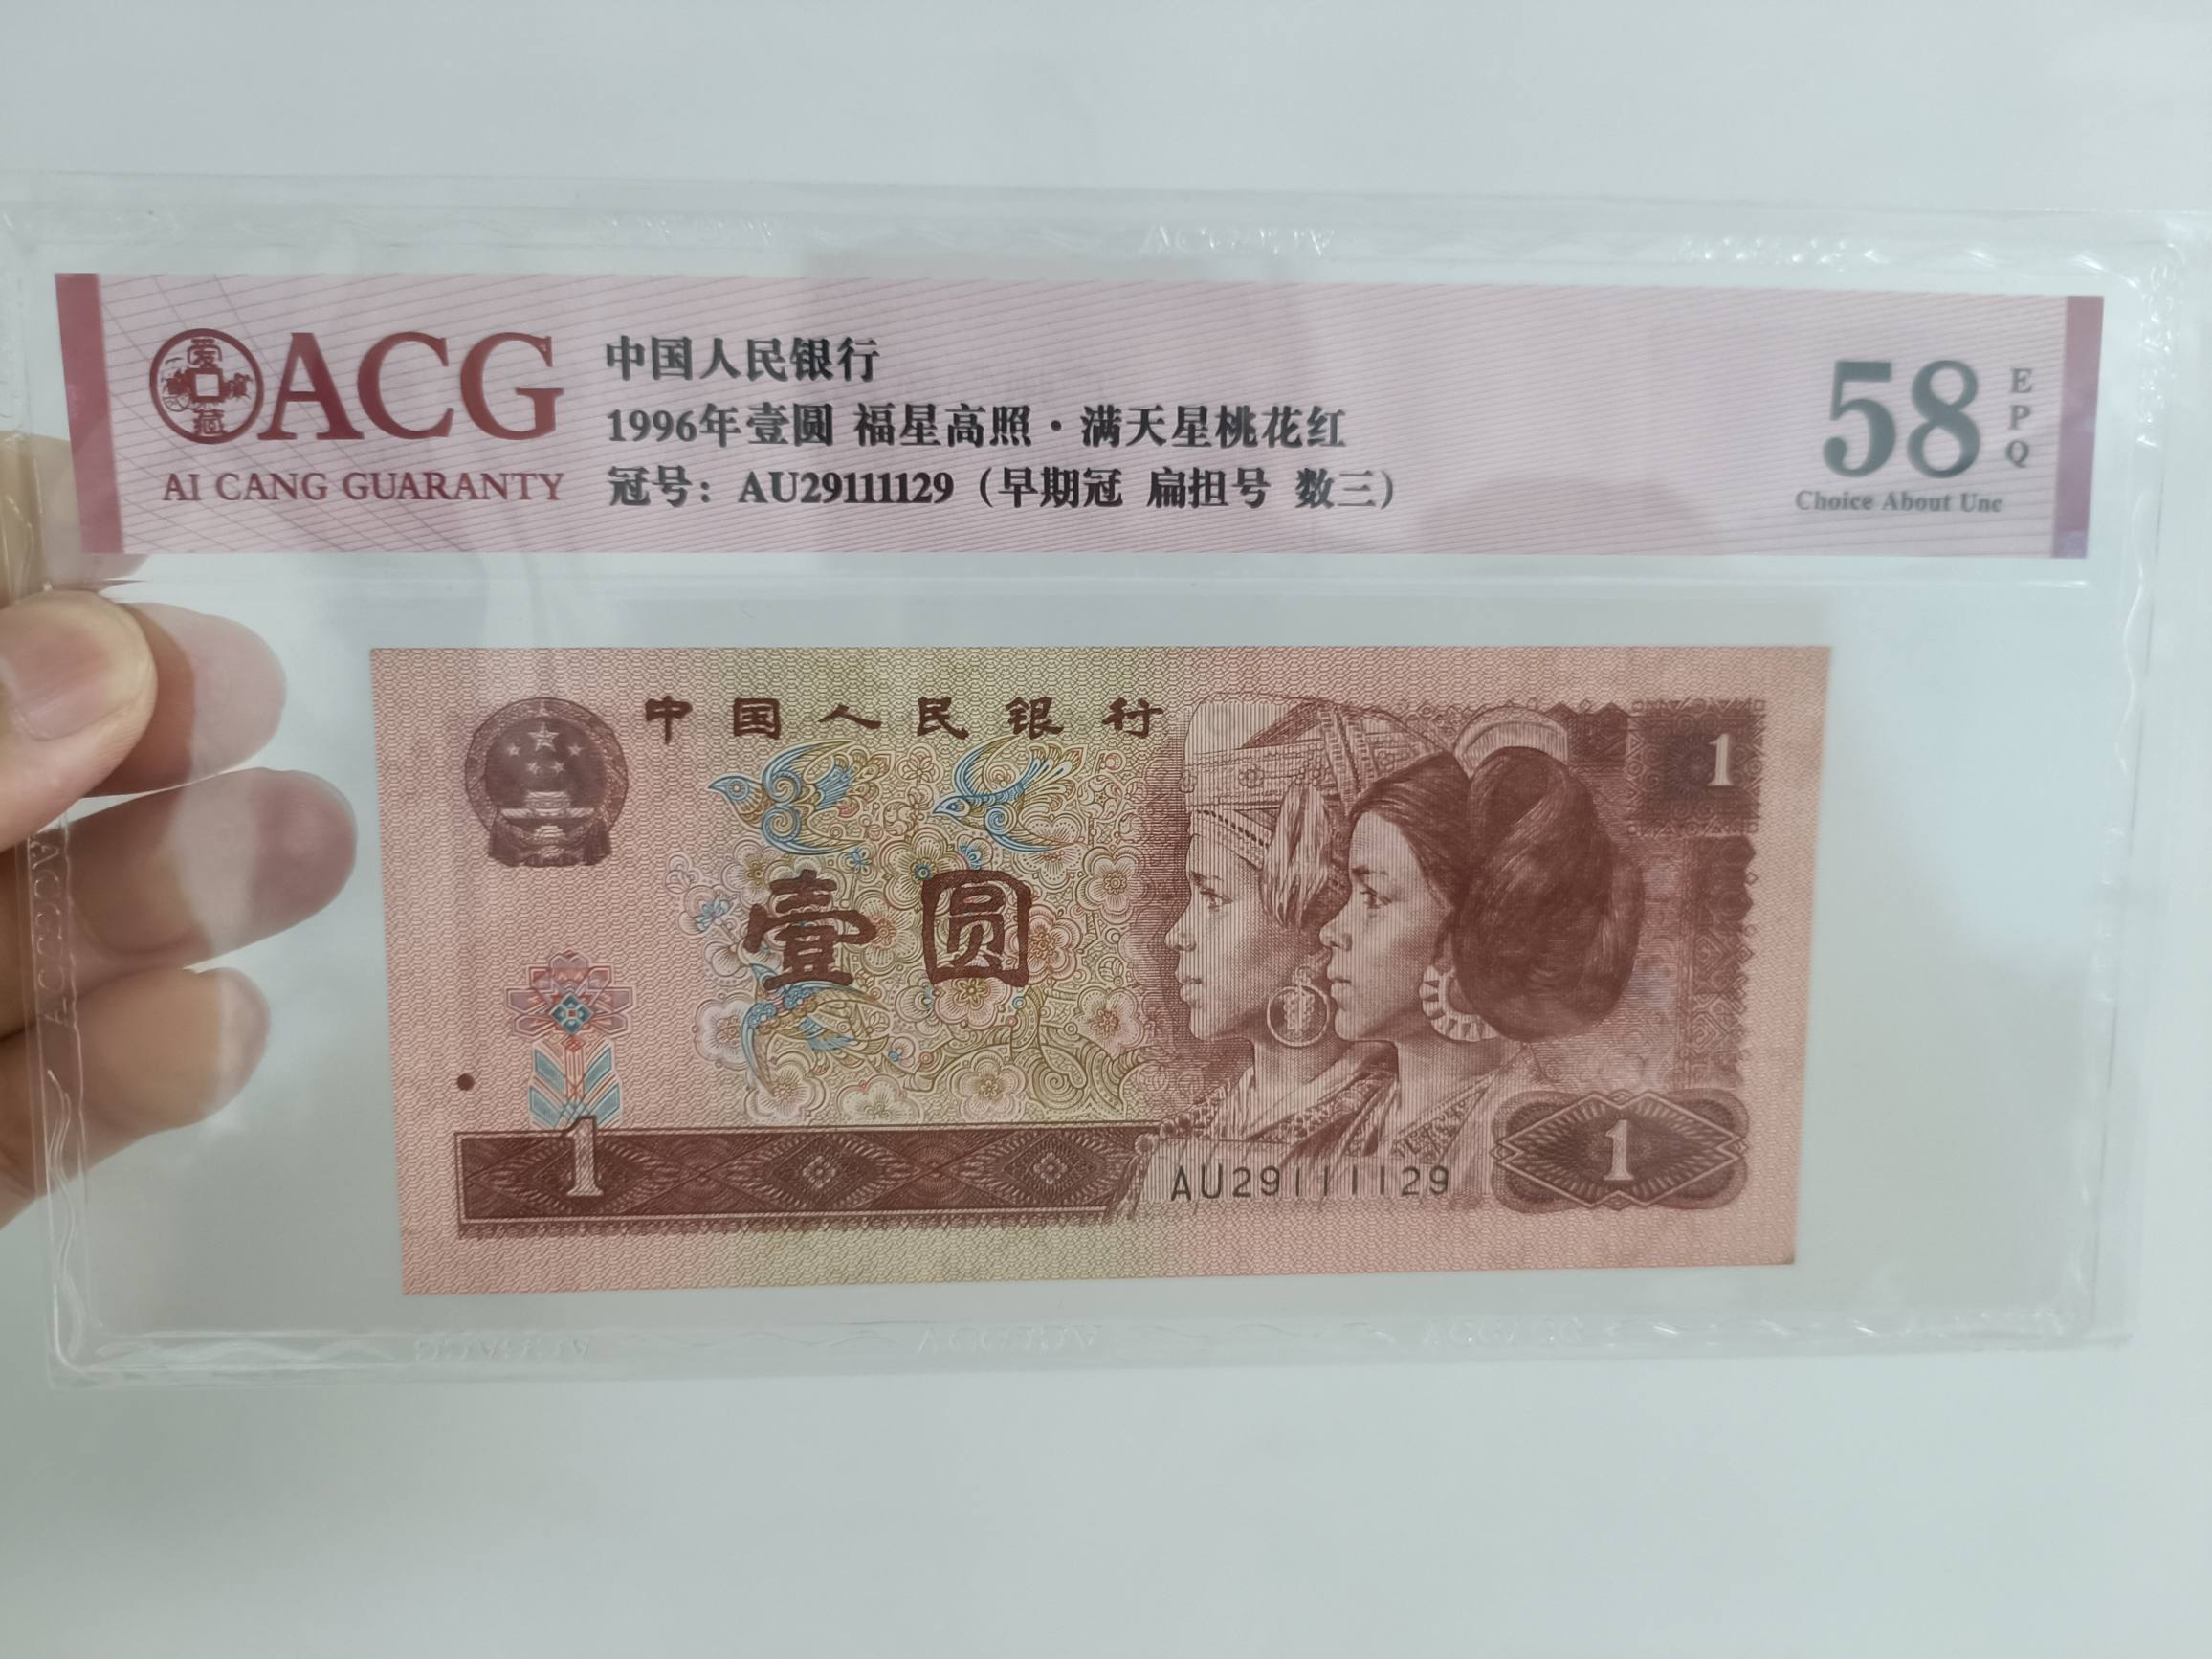 爱藏
ACG
AI CANG GUARANTY
中国人民银行
1996年壹圆 福星高照·满天星桃花红
冠号：AU29111129（早期冠 扁担号 数三）
58
EPQ
Choice About Unc
中国人民银行
1
壹圆
1
AU29111129
1